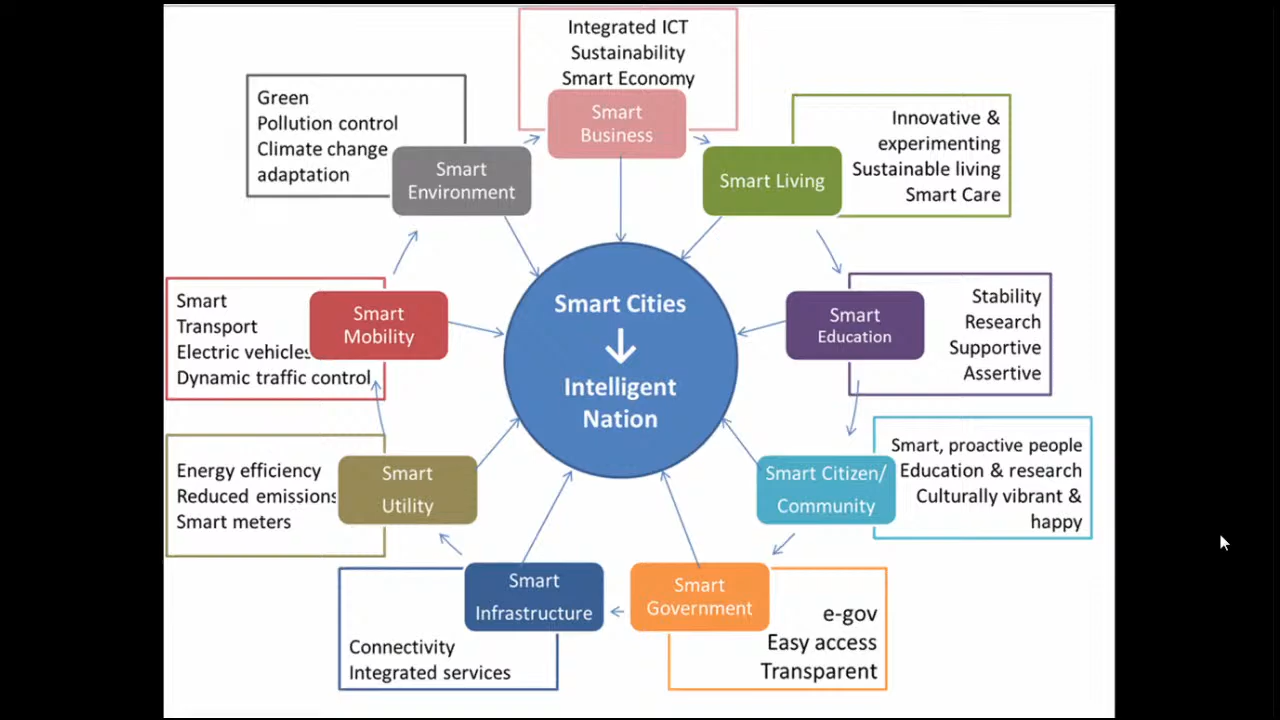 Integrated ICT
Sustainability
Smart Economy
Smart
Business
Green
Pollution control
Climate change
adaptation
Smart
Environment
Innovative &
experimenting
Sustainable living
Smart Care
Smart Living
Smart
Transport
Electric vehicles
Dynamic traffic control
Smart
Mobility
Smart Cities
Intelligent
Nation
Smart
Education
Stability
Research
Supportive
Assertive
Energy efficiency
Reduced emissions
Smart meters
Smart
Utility
Smart Citizen/
Community
Smart, proactive people
Education & research
Culturally vibrant &
happy
Smart
Infrastructure
Connectivity
Integrated services
Smart
Government
e-gov
Easy access
Transparent